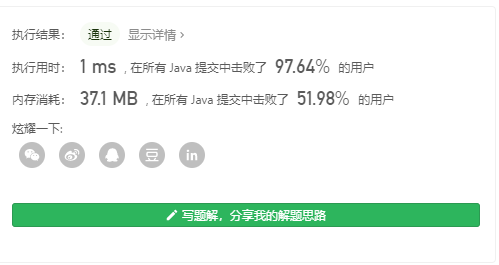 执行结果： 通过 显示详情 >
执行用时： 1 ms , 在所有 Java 提交中击败了 97.64% 的用户
内存消耗： 37.1 MB , 在所有 Java 提交中击败了 51.98% 的用户
炫耀一下:
豆 in
写题解，分享我的解题思路